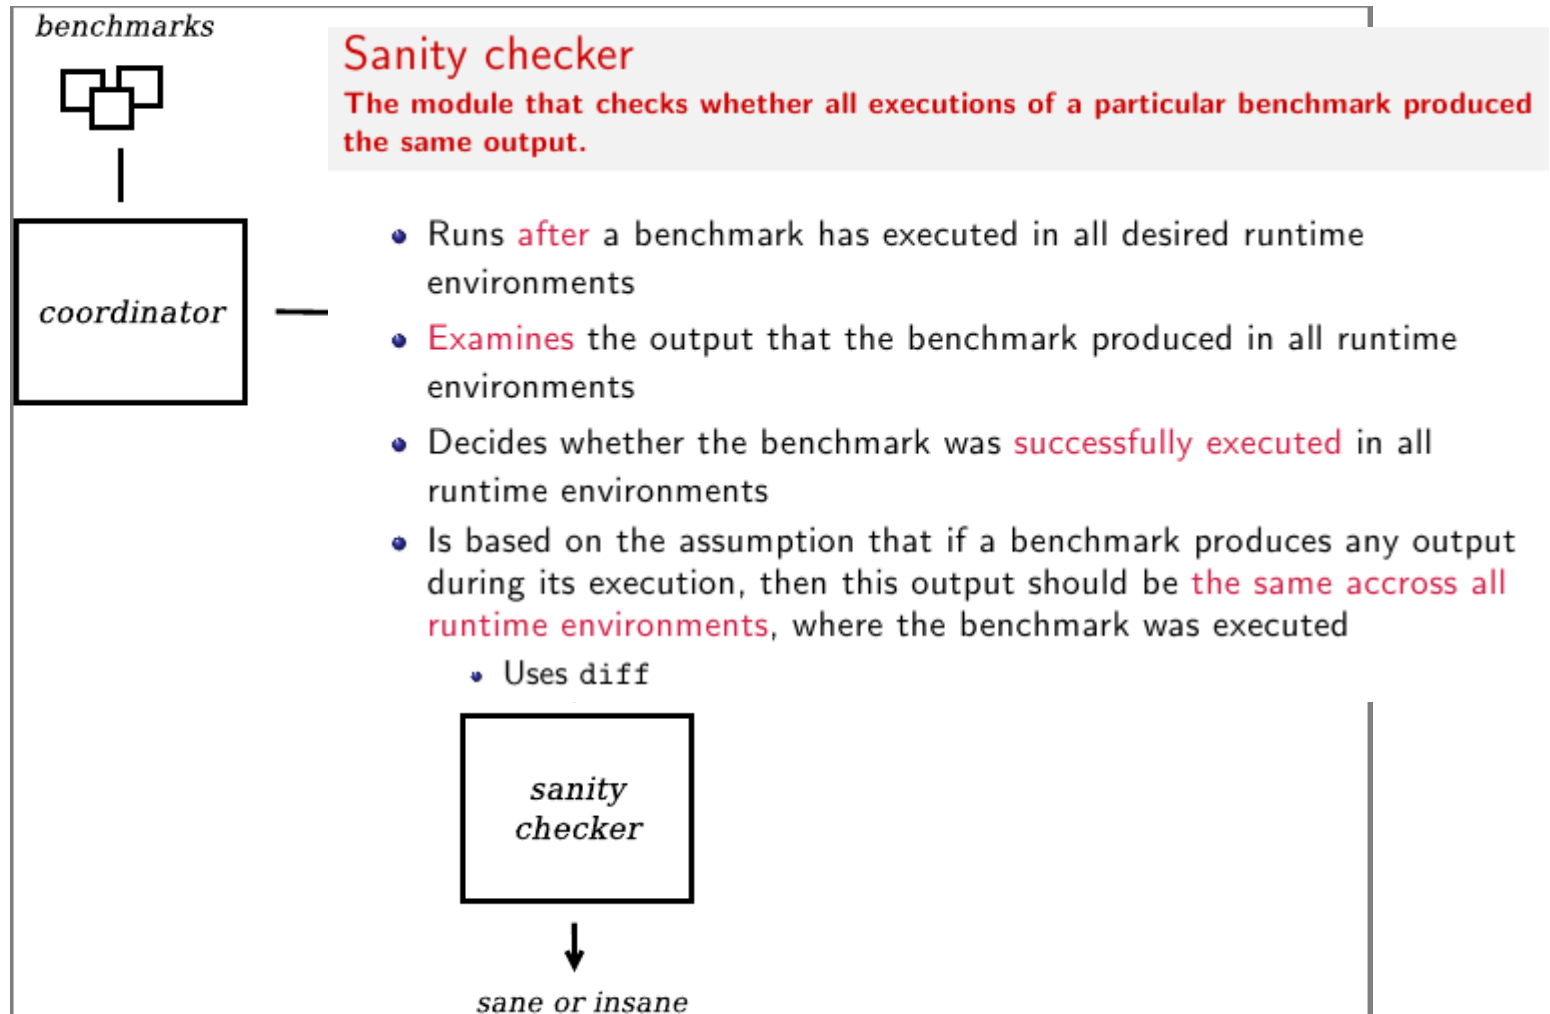 benchmarks
Sanity checker
The module that checks whether all executions of a particular benchmark produced
the same output.
Runs after a benchmark has executed in all desired runtime
environments
coordinator
Examines the output that the benchmark produced in all runtime
environments
Decides whether the benchmark was successfully executed in all
runtime environments
Is based on the assumption that if a benchmark produces any output
during its execution, then this output should be the same accross all
runtime environments, where the benchmark was executed
Uses diff
sanity
checker
sane or insane